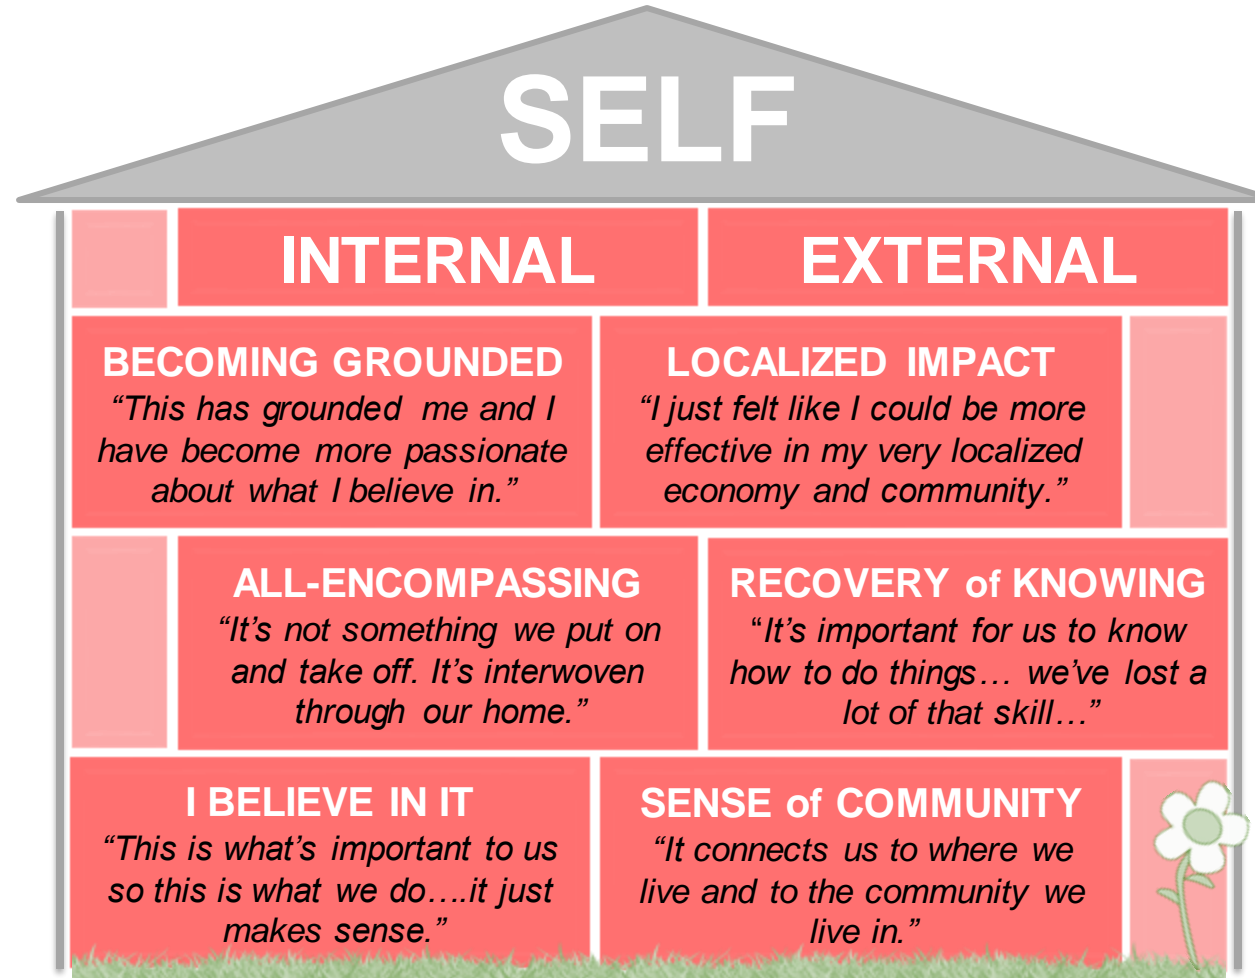 SELF
INTERNAL
EXTERNAL
BECOMING GROUNDED
“This has grounded me and I
have become more passionate
about what I believe in.”
LOCALIZED IMPACT
“I just felt like I could be more
effective in my very localized
economy and community.”
ALL-ENCOMPASSING
“It’s not something we put on
and take off. It’s interwoven
through our home.”
RECOVERY of KNOWING
“It’s important for us to know
how to do things… we’ve lost a
lot of that skill…”
I BELIEVE IN IT
“This is what’s important to us
so this is what we do….it just
makes sense.”
SENSE of COMMUNITY
“It connects us to where we
live and to the community we
live in.”